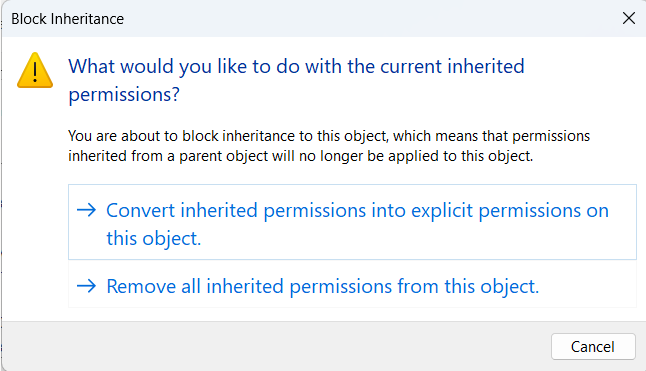 Block Inheritance
What would you like to do with the current inherited
permissions?
You are about to block inheritance to this object, which means that permissions
inherited from a parent object will no longer be applied to this object.
Convert inherited permissions into explicit permissions on
this object.
Remove all inherited permissions from this object.
Cancel